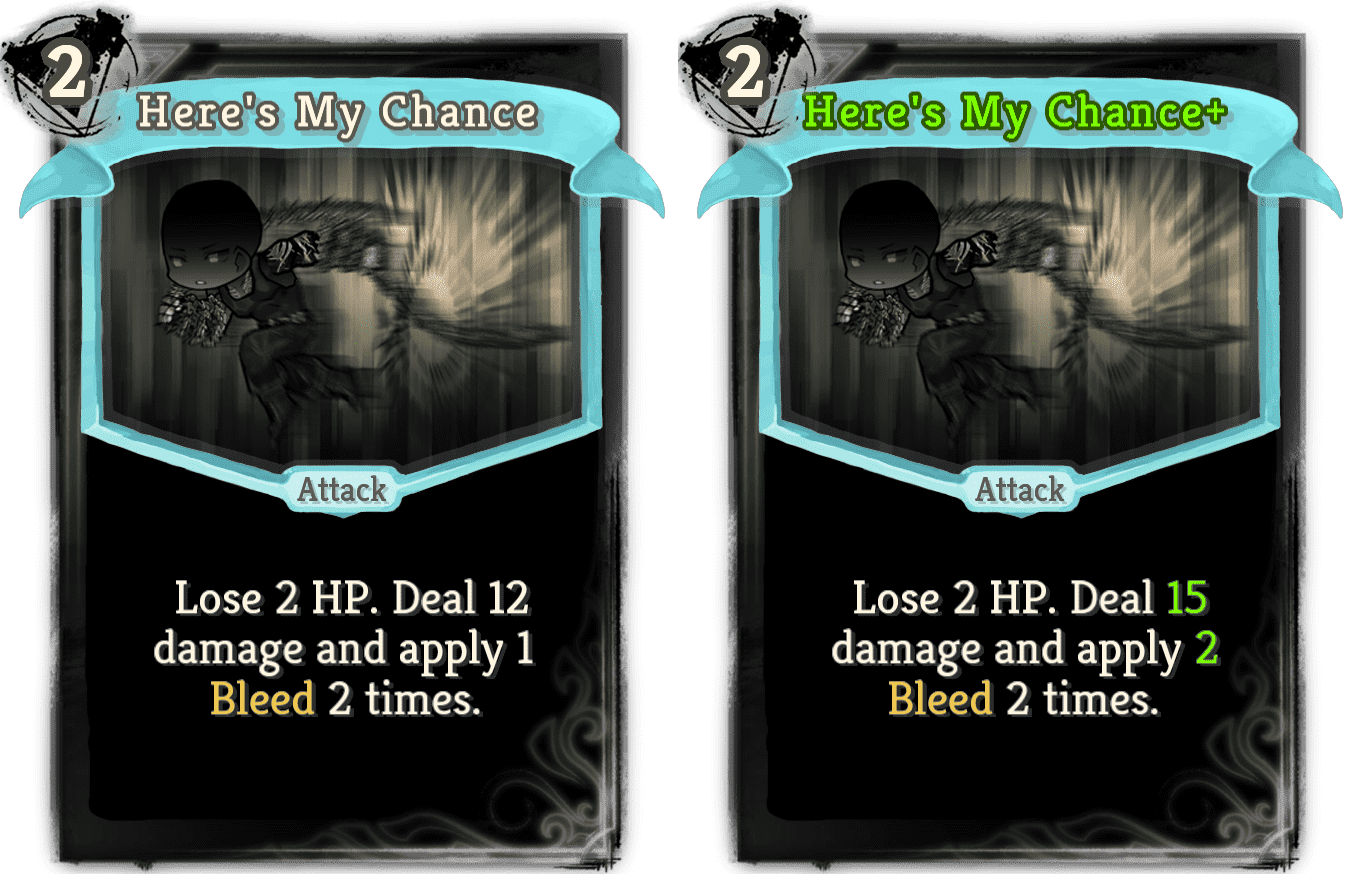 2
Here's My Chance
Attack
Lose 2 HP. Deal 12
damage and apply 1
Bleed 2 times.
2
Here's My Chance+
Attack
Lose 2 HP. Deal 15
damage and apply 2
Bleed 2 times.